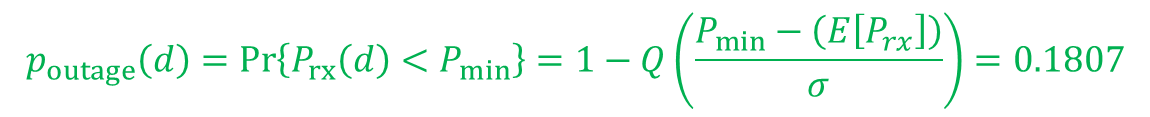 p_outage(d) = Pr{P_rx(d) < P_min} = 1 − Q((P_min − (E[P_rx]))/σ) = 0.1807